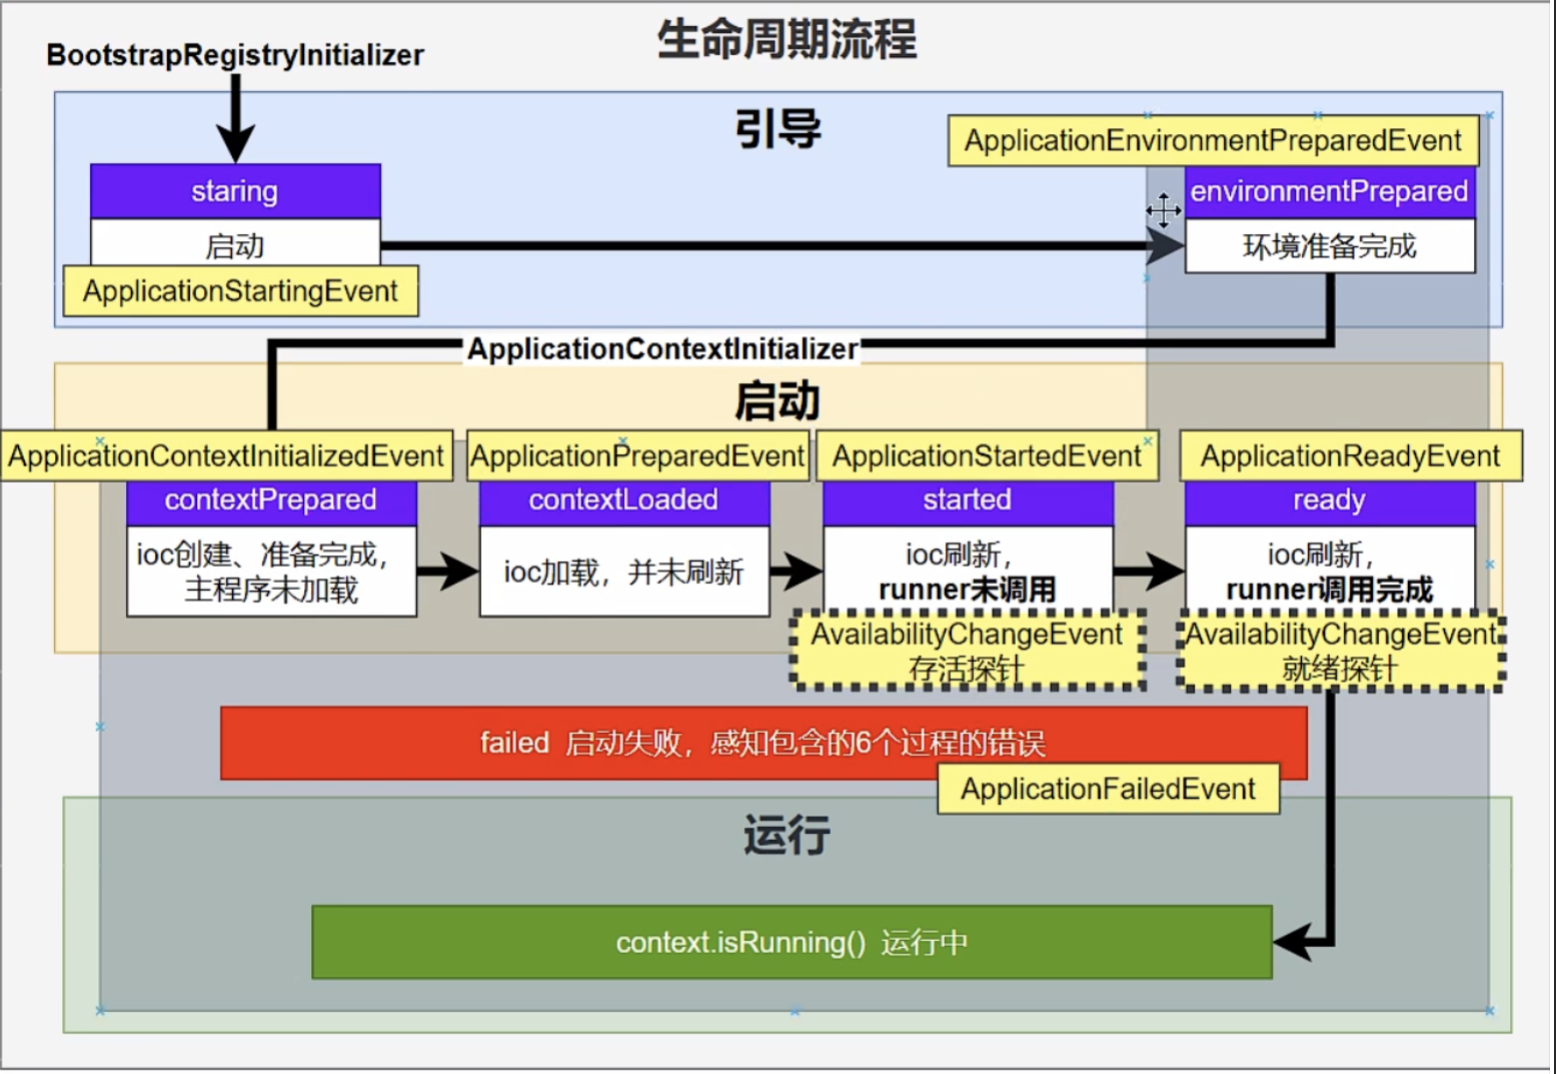 生命周期流程
BootstrapRegistryInitializer
引导
ApplicationEnvironmentPreparedEvent
staring
environmentPrepared
启动
环境准备完成
ApplicationStartingEvent
ApplicationContextInitializer
启动
ApplicationContextInitializedEvent
ApplicationPreparedEvent
ApplicationStartedEvent
ApplicationReadyEvent
contextPrepared
contextLoaded
started
ready
ioc创建、准备完成，
主程序未加载
ioc加载，并未刷新
ioc刷新，
runner未调用
ioc刷新，
runner调用完成
AvailabilityChangeEvent
存活探针
AvailabilityChangeEvent
就绪探针
failed 启动失败，感知包含的6个过程的错误
ApplicationFailedEvent
运行
context.isRunning() 运行中